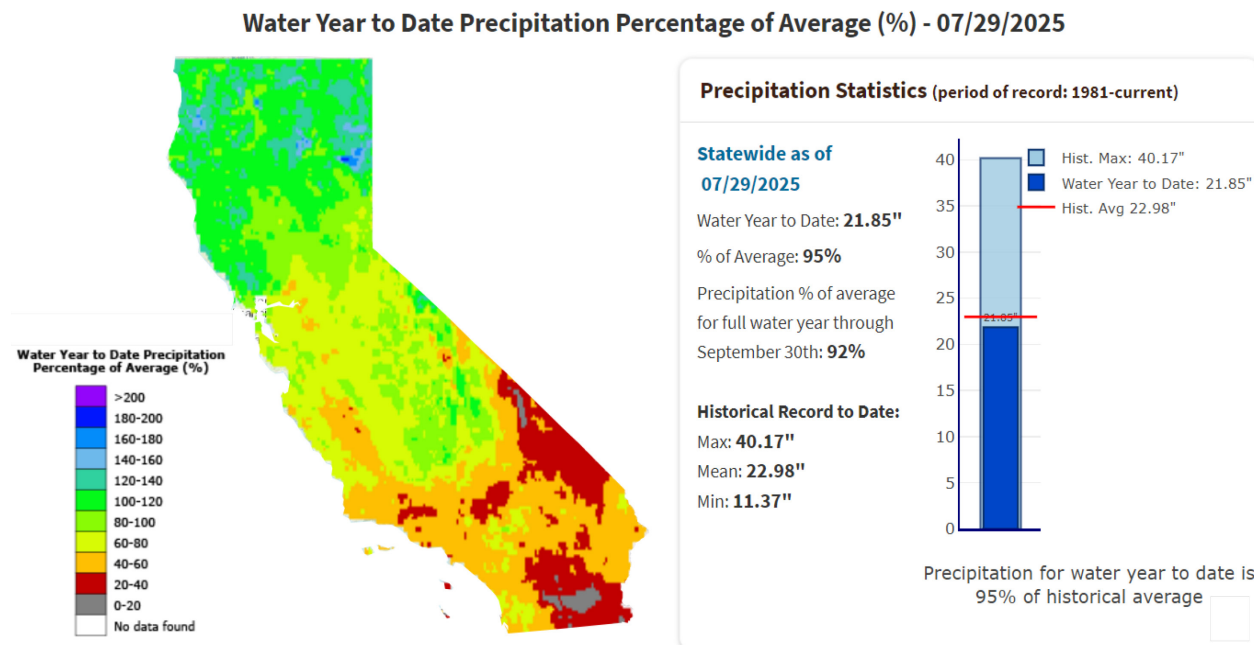 Water Year to Date Precipitation Percentage of Average (%) - 07/29/2025
Water Year to Date Precipitation
Percentage of Average (%)
>200
180-200
160-180
140-160
120-140
100-120
80-100
60-80
40-60
20-40
0-20
No data found
Precipitation Statistics (period of record: 1981-current)
Statewide as of
07/29/2025
Water Year to Date: 21.85"
% of Average: 95%
Precipitation % of average
for full water year through
September 30th: 92%
Historical Record to Date:
Max: 40.17"
Mean: 22.98"
Min: 11.37"
40
35
30
25
20
15
10
5
0
21.85"
Hist. Max: 40.17"
Water Year to Date: 21.85"
Hist. Avg 22.98"
Precipitation for water year to date is
95% of historical average